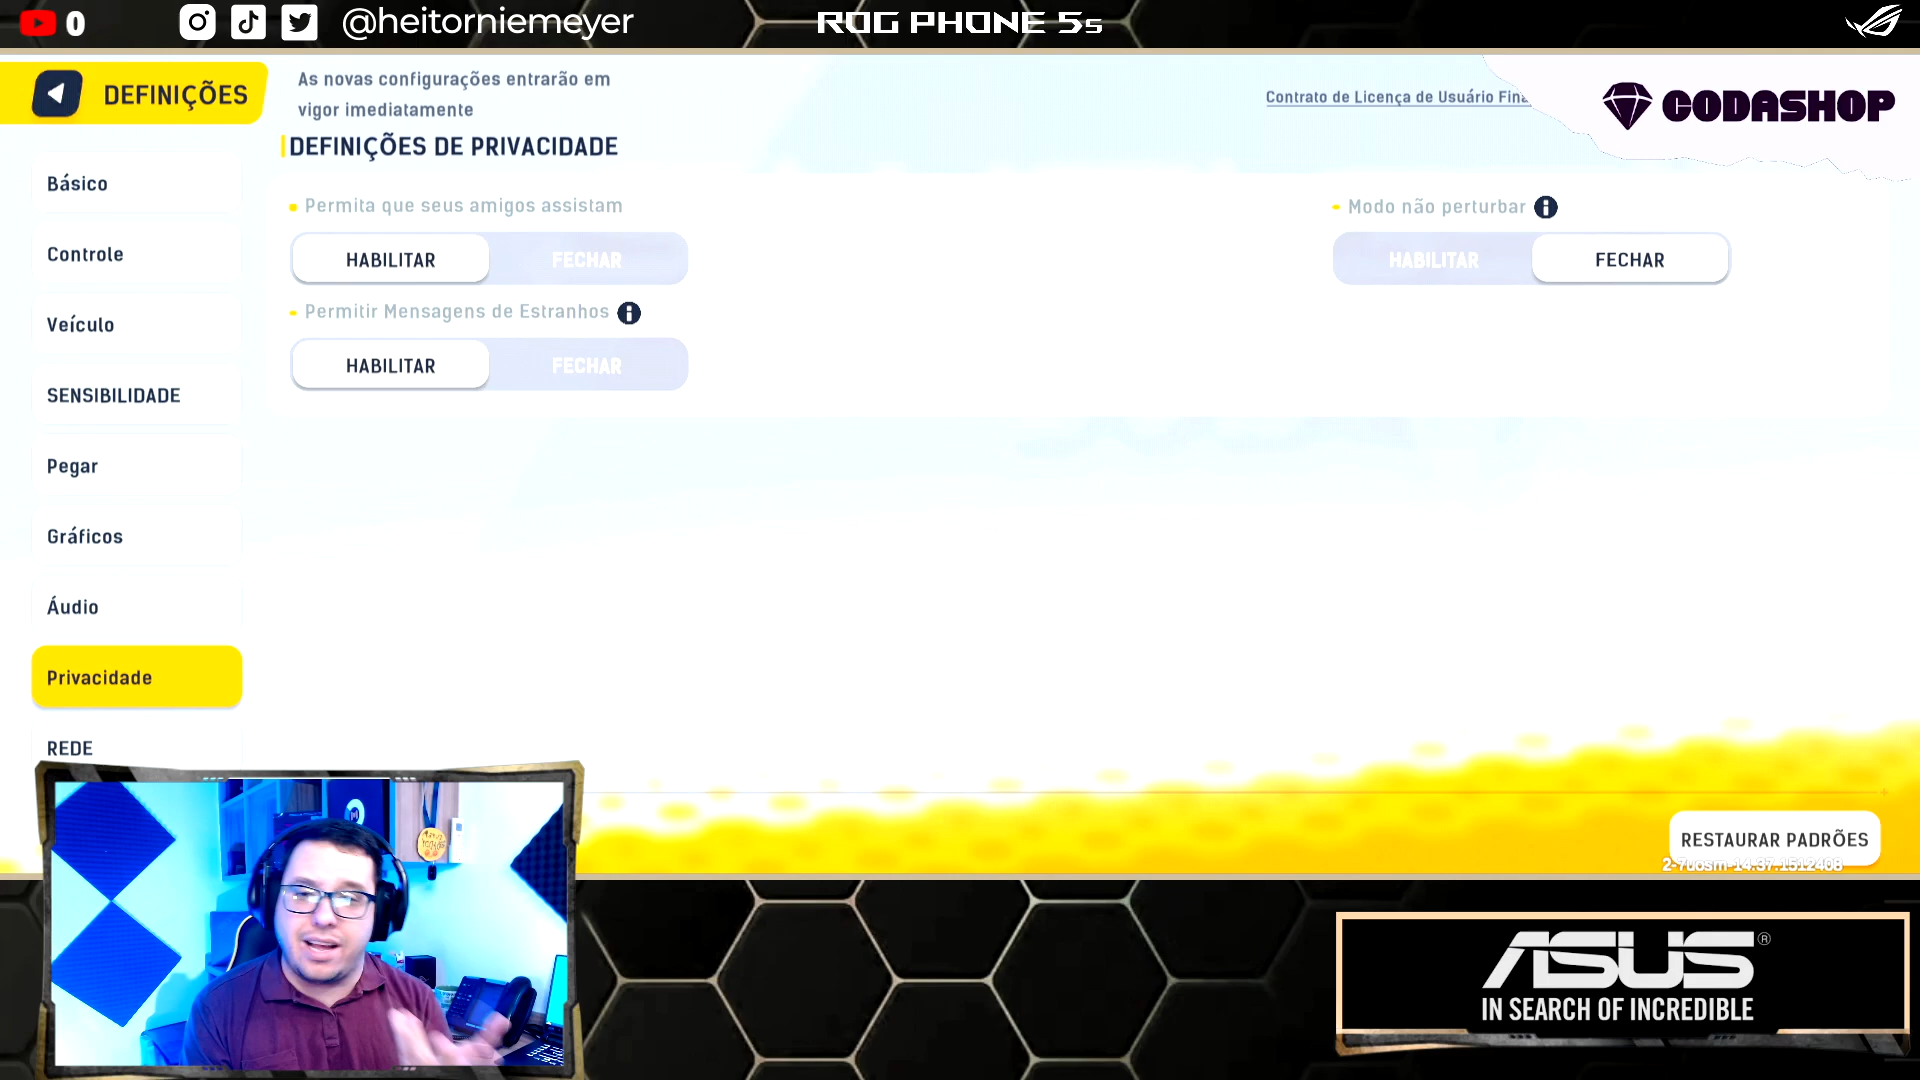 0
@heitorniemeyer
ROG PHONE 5s
DEFINIÇÕES
As novas configurações entrarão em
vigor imediatamente
Contrato de Licença de Usuário Fina
CODASHOP
DEFINIÇÕES DE PRIVACIDADE
Básico
Controle
Veículo
SENSIBILIDADE
Pegar
Gráficos
Áudio
Privacidade
REDE
Permita que seus amigos assistam
HABILITAR FECHAR
Permitir Mensagens de Estranhos
HABILITAR FECHAR
Modo não perturbar
HABILITAR FECHAR
RESTAURAR PADRÕES
ASUS®
IN SEARCH OF INCREDIBLE